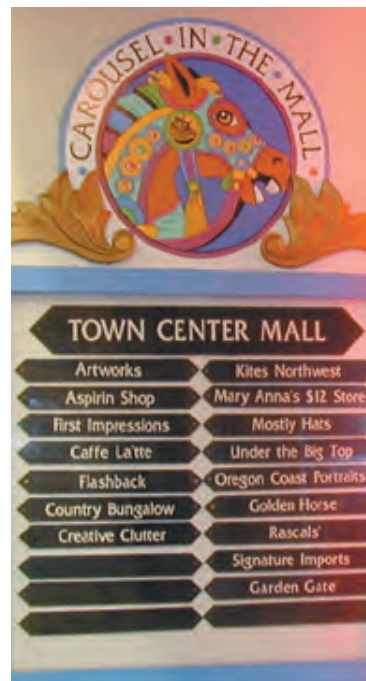 CAROUSEL • IN • THE • MALL •
TOWN CENTER MALL
Artworks
Aspirin Shop
First Impressions
Caffe La'tte
Flashback
Country Bungalow
Creative Clutter
Kites Northwest
Mary Anna's $12 Store
Mostly Hats
Under the Big Top
Oregon Coast Portraits
Golden Horse
Rascals'
Signature Imports
Garden Gate